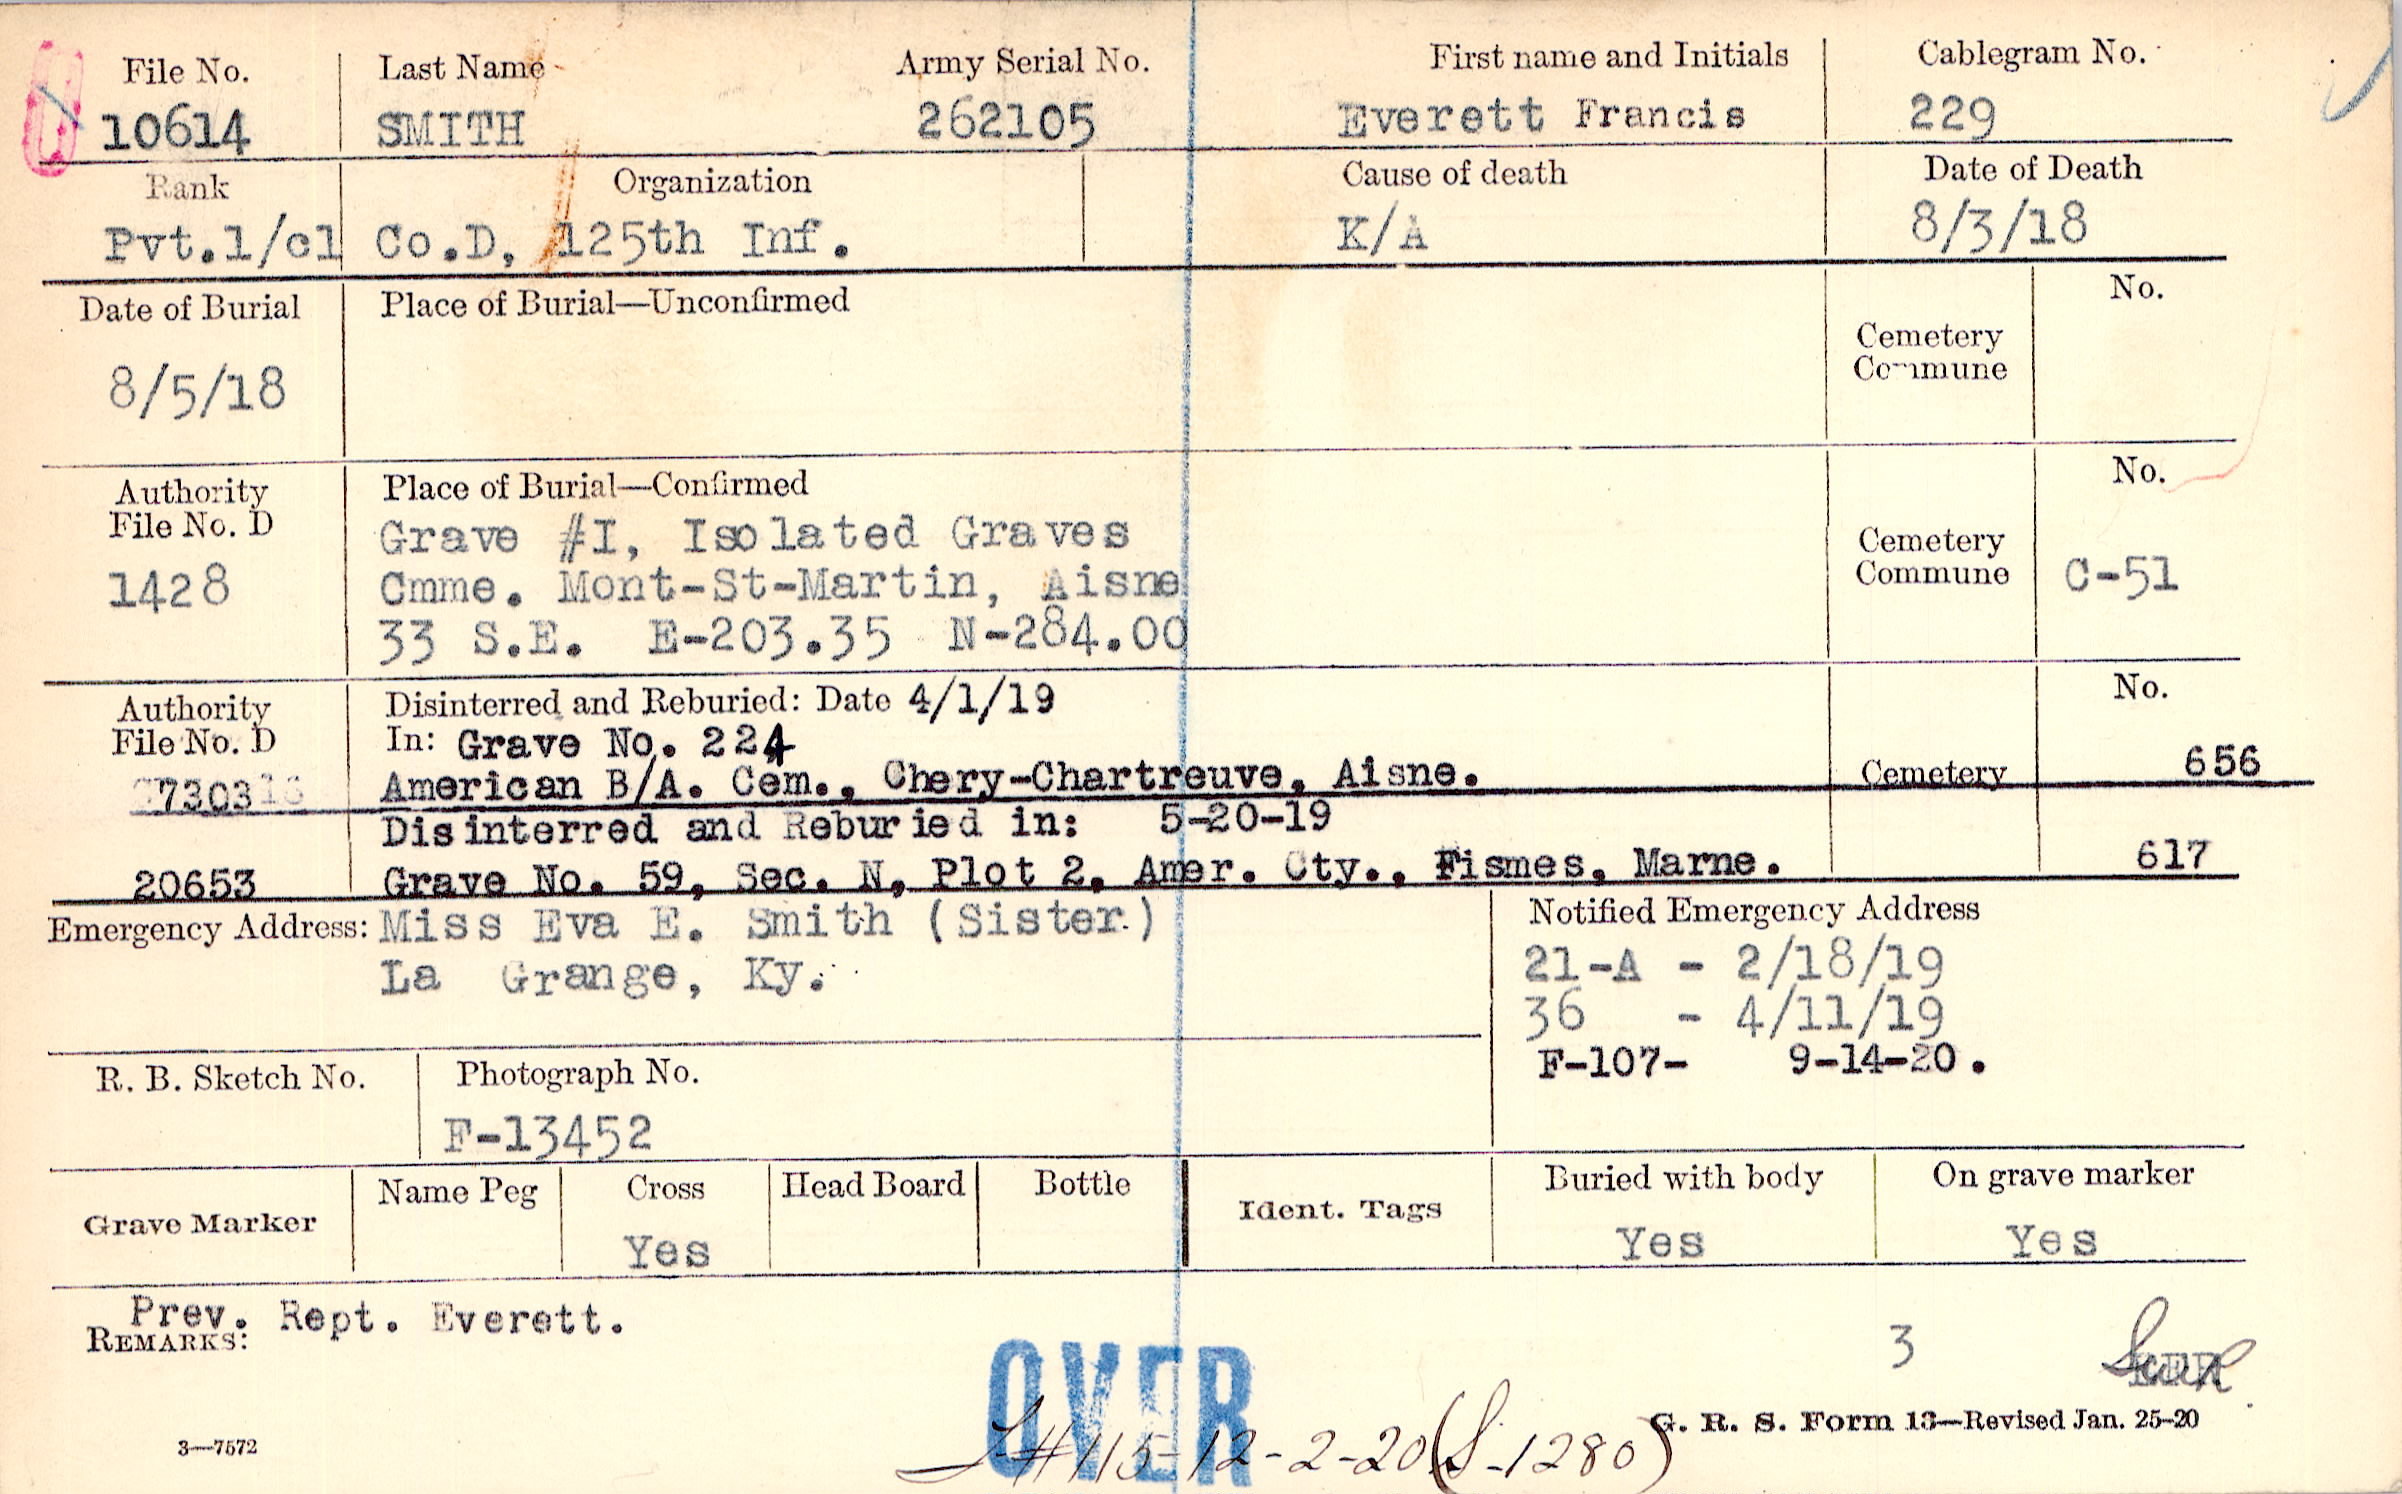 File No. Last Name Army Serial No. First name and Initials Cablegram No.
10614 SMITH 262105 Everett Francis 229
Rank Organization Cause of death Date of Death
Pvt.1/cl Co.D, 125th Inf. K/A 8/3/18
Date of Burial Place of Burial—Unconfirmed No.
Cemetery
Commune
8/5/18
Authority Place of Burial—Confirmed No.
File No. D
Grave #I, Isolated Graves
Cemetery
1428 Cmme. Mont-St-Martin, Aisne Commune C-51
33 S.E. E-203.35 N-284.00
Authority Disinterred and Reburied: Date 4/1/19 No.
File No. D In: Grave No. 224
American B/A. Cem., Chery-Chartreuve, Aisne. Cemetery 656
Disinterred and Reburied in: 5-20-19
20653 Grave No. 59, Sec. N, Plot 2, Amer. Cty., Fismes, Marne. 617
Emergency Address: Miss Eva E. Smith (Sister) Notified Emergency Address
La Grange, Ky. 21-A - 2/18/19
36 - 4/11/19
F-107- 9-14-20.
R. B. Sketch No. Photograph No.
F-13452
Grave Marker Name Peg Cross Head Board Bottle Ident. Tags Buried with body On grave marker
Yes Yes Yes
Prev. Rept. Everett.
REMARKS:
3
OVER
G. R. S. Form 13—Revised Jan. 25-20
#115-12-2-20(S-1280)
3—7572